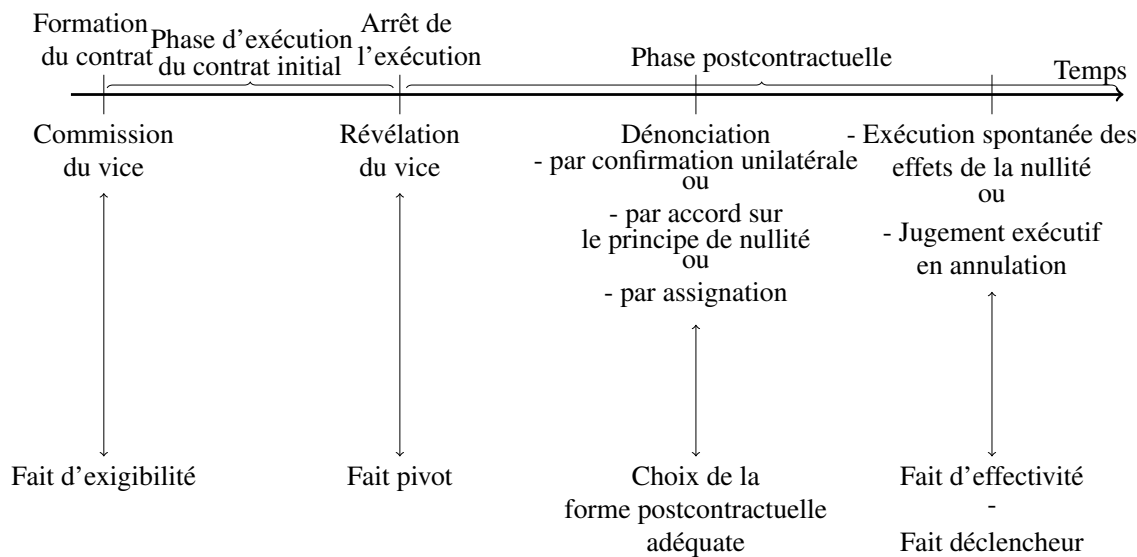 Formation
du contrat
Phase d'exécution
du contrat initial
Arrêt de
l'exécution
Phase postcontractuelle
Temps
Commission
du vice
Révélation
du vice
Dénonciation
- par confirmation unilatérale
ou
- par accord sur
le principe de nullité
ou
- par assignation
- Exécution spontanée des
effets de la nullité
ou
- Jugement exécutif
en annulation
Fait d'exigibilité
Fait pivot
Choix de la
forme postcontractuelle
adéquate
Fait d'effectivité
-
Fait déclencheur